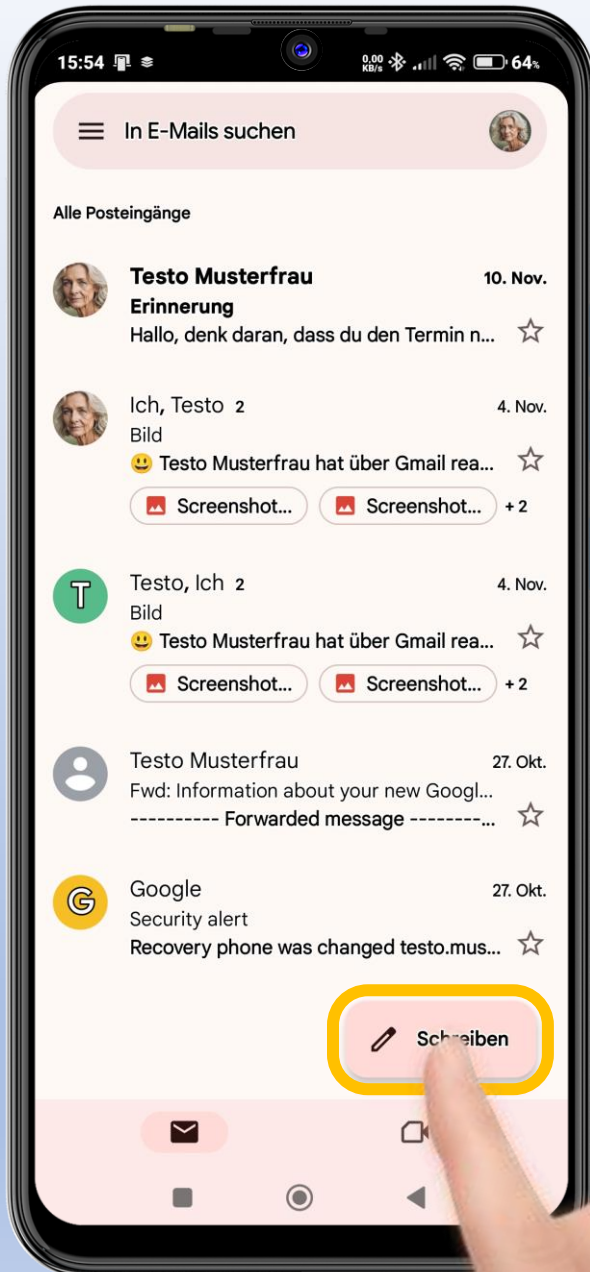 15:54 0,00 KB/s 64%
In E-Mails suchen
Alle Posteingänge
Testo Musterfrau 10. Nov.
Erinnerung
Hallo, denk daran, dass du den Termin n...
Ich, Testo 2 4. Nov.
Bild
😃 Testo Musterfrau hat über Gmail rea...
Screenshot... Screenshot... +2
T Testo, Ich 2 4. Nov.
Bild
😃 Testo Musterfrau hat über Gmail rea...
Screenshot... Screenshot... +2
Testo Musterfrau 27. Okt.
Fwd: Information about your new Googl...
---------- Forwarded message --------...
G Google 27. Okt.
Security alert
Recovery phone was changed testo.mus...
Schreiben